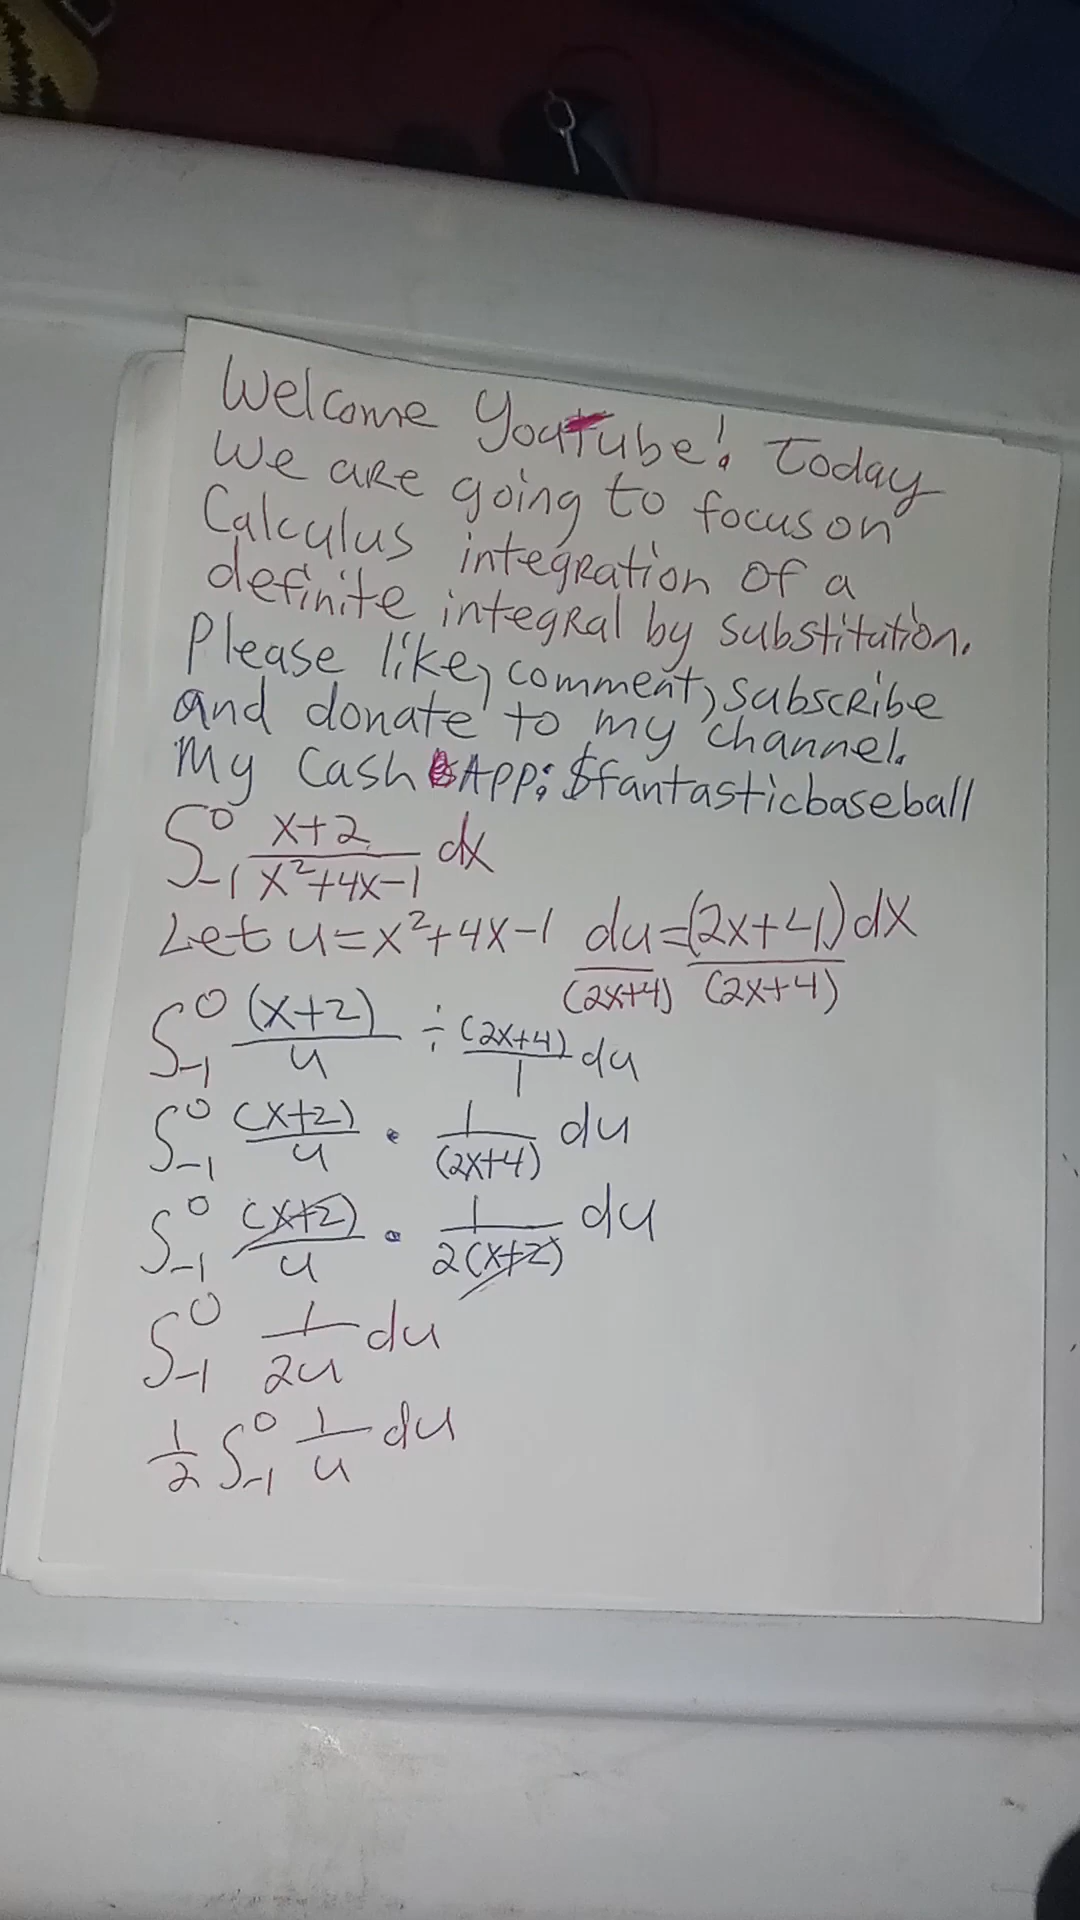 Welcome YouTube! Today
We are going to focus on
Calculus integration of a
definite integral by substitution.
Please like, comment, subscribe
and donate to my channel.
My Cash App: $fantasticbaseball
∫₋₁⁰ (x+2)/(x²+4x-1) dx
Let u=x²+4x-1 du/(2x+4)=(2x+4)dx/(2x+4)
∫₋₁⁰ (x+2)/u ÷ (2x+4)/1 du
∫₋₁⁰ (x+2)/u · 1/(2x+4) du
∫₋₁⁰ (x+2)/u · 1/2(x+2) du
∫₋₁⁰ 1/2u du
1/2 ∫₋₁⁰ 1/u du